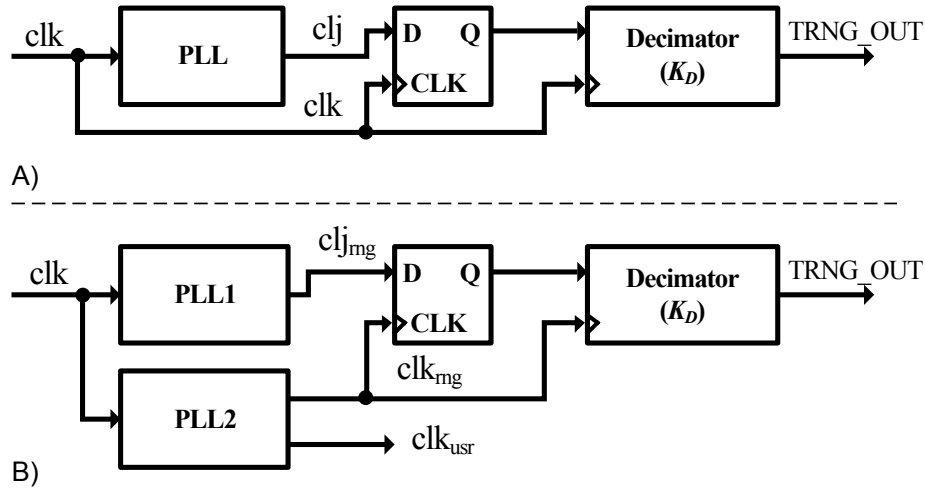 clk
PLL
clj
D Q
CLK
clk
Decimator
(K_D)
TRNG_OUT
A)
clk
PLL1
clj_rng
D Q
CLK
clk_rng
Decimator
(K_D)
TRNG_OUT
PLL2
clk_usr
B)